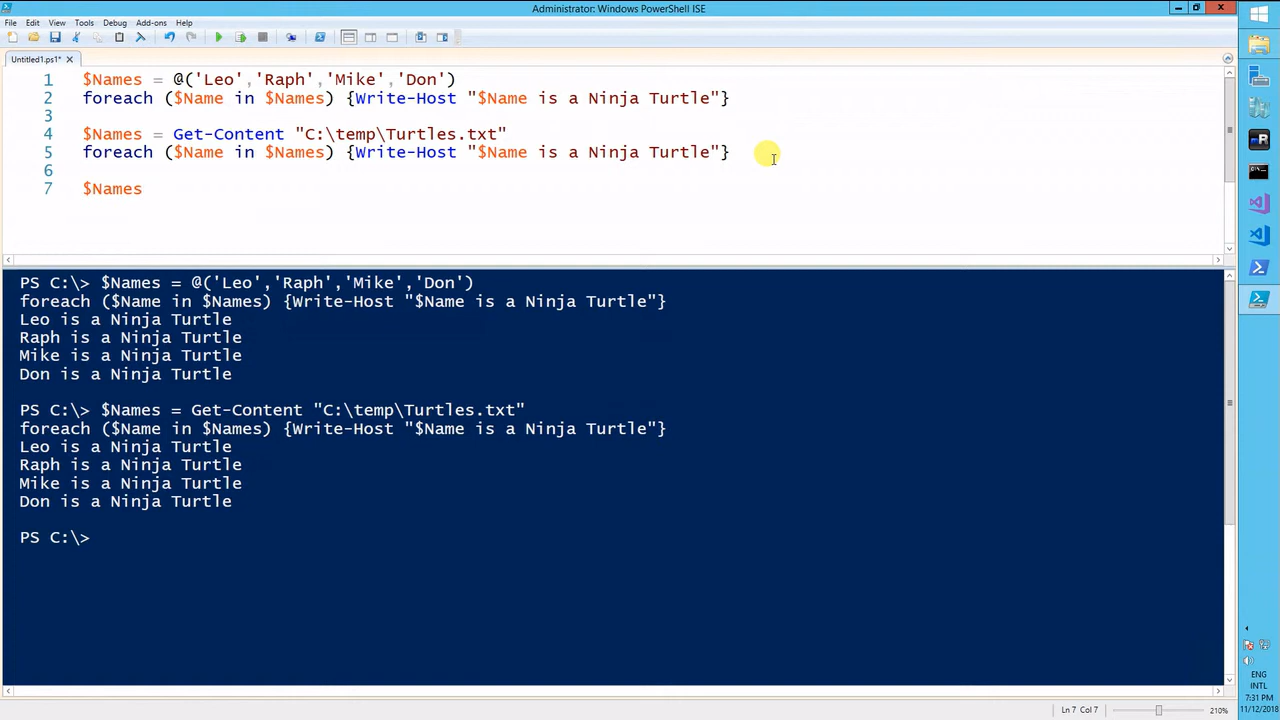 Administrator: Windows PowerShell ISE
File Edit View Tools Debug Add-ons Help
Untitled1.ps1* X
1 $Names = @('Leo','Raph','Mike','Don')
2 foreach ($Name in $Names) {Write-Host "$Name is a Ninja Turtle"}
3
4 $Names = Get-Content "C:\temp\Turtles.txt"
5 foreach ($Name in $Names) {Write-Host "$Name is a Ninja Turtle"}
6
7 $Names
PS C:\> $Names = @('Leo','Raph','Mike','Don')
foreach ($Name in $Names) {Write-Host "$Name is a Ninja Turtle"}
Leo is a Ninja Turtle
Raph is a Ninja Turtle
Mike is a Ninja Turtle
Don is a Ninja Turtle
PS C:\> $Names = Get-Content "C:\temp\Turtles.txt"
foreach ($Name in $Names) {Write-Host "$Name is a Ninja Turtle"}
Leo is a Ninja Turtle
Raph is a Ninja Turtle
Mike is a Ninja Turtle
Don is a Ninja Turtle
PS C:\>
Ln 7 Col 7 210%
ENG
INTL
7:31 PM
11/12/2018